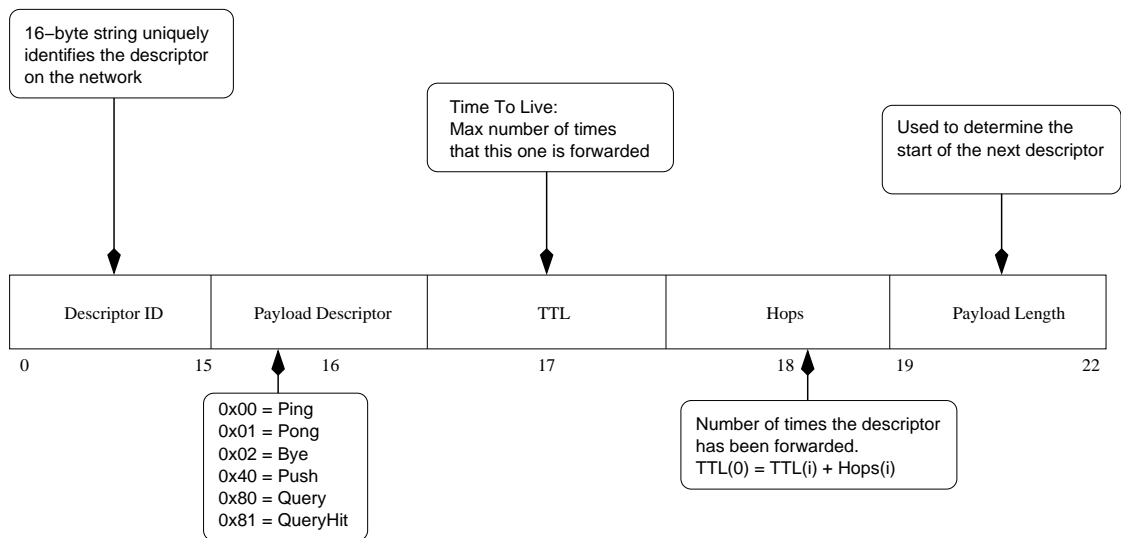 16−byte string uniquely
identifies the descriptor
on the network
Time To Live:
Max number of times
that this one is forwarded
Used to determine the
start of the next descriptor
Descriptor ID
Payload Descriptor
TTL
Hops
Payload Length
0
15
16
17
18
19
22
0x00 = Ping
0x01 = Pong
0x02 = Bye
0x40 = Push
0x80 = Query
0x81 = QueryHit
Number of times the descriptor
has been forwarded.
TTL(0) = TTL(i) + Hops(i)